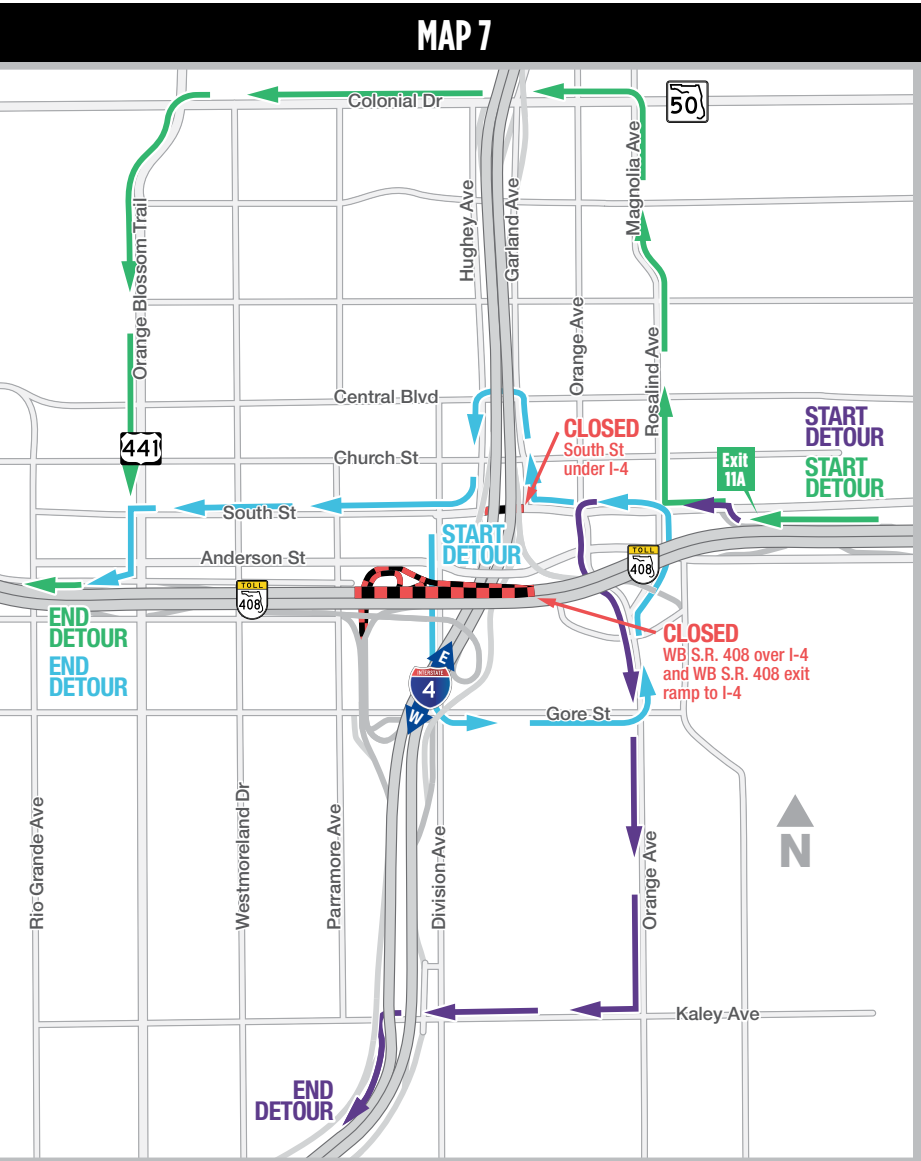 MAP 7
Colonial Dr
50
Magnolia Ave
Hughey Ave
Garland Ave
Orange Blossom Trail
Orange Ave
Rosalind Ave
Central Blvd
CLOSED
South St
under I-4
START
DETOUR
441
Church St
Exit
11A
START
DETOUR
South St
START
DETOUR
Anderson St
TOLL
408
TOLL
408
END
DETOUR
END
DETOUR
CLOSED
WB S.R. 408 over I-4
and WB S.R. 408 exit
ramp to I-4
E
INTERSTATE
4
W
Gore St
N
Rio Grande Ave
Westmoreland Dr
Parramore Ave
Division Ave
Orange Ave
Kaley Ave
END
DETOUR